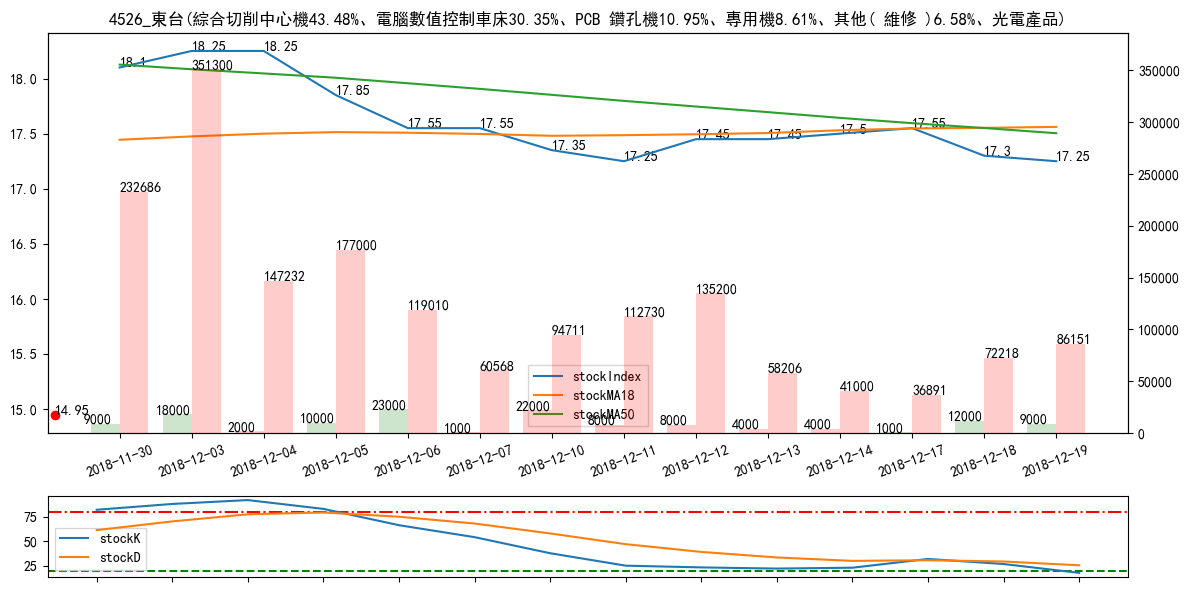 4526_東台(綜合切削中心機43.48%、電腦數值控制車床30.35%、PCB 鑽孔機10.95%、專用機8.61%、其他( 維修 )6.58%、光電產品)
18.1 18.25 18.25 17.85 17.55 17.55 17.35 17.25 17.45 17.45 17.5 17.55 17.3 17.25
232686 351300 147232 177000 119010 60568 94711 112730 135200 58206 41000 36891 72218 86151
14.95
9000 18000 2000 10000 23000 1000 22000 8000 8000 4000 4000 1000 12000 9000
18.0
17.5
17.0
16.5
16.0
15.5
15.0
350000
300000
250000
200000
150000
100000
50000
0
stockIndex
stockMA18
stockMA50
2018-11-30 2018-12-03 2018-12-04 2018-12-05 2018-12-06 2018-12-07 2018-12-10 2018-12-11 2018-12-12 2018-12-13 2018-12-14 2018-12-17 2018-12-18 2018-12-19
75
50
25
stockK
stockD